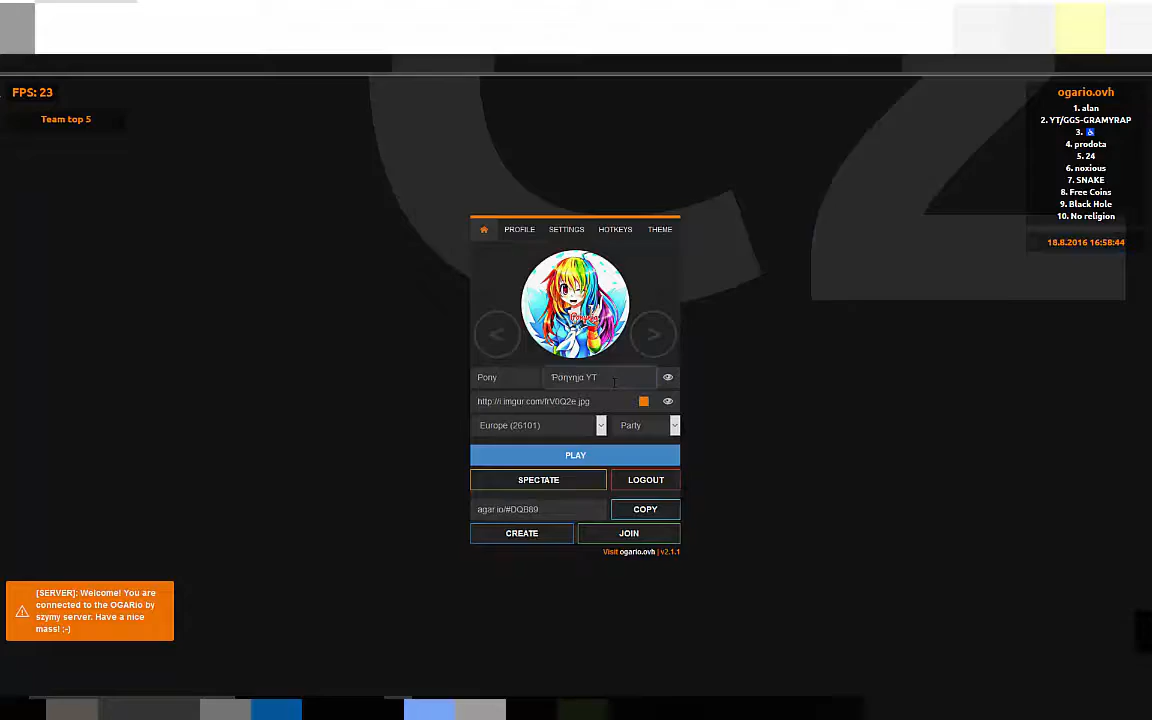 FPS: 23
Team top 5
ogario.ovh
1. alan
2. YT/GGS-GRAMYRAP
3. ♿
4. prodota
5. 24
6. noxious
7. SNAKE
8. Free Coins
9. Black Hole
10. No religion
18.8.2016 16:58:44
PROFILE SETTINGS HOTKEYS THEME
< >
Pony YT
Europe (26101) Party
PLAY
SPECTATE LOGOUT
agar.io/#DQB89 COPY
CREATE JOIN
Visit ogario.ovh | v2.1.1
[SERVER]: Welcome! You are
connected to the OGARio by
szymy server. Have a nice
mass! :-)